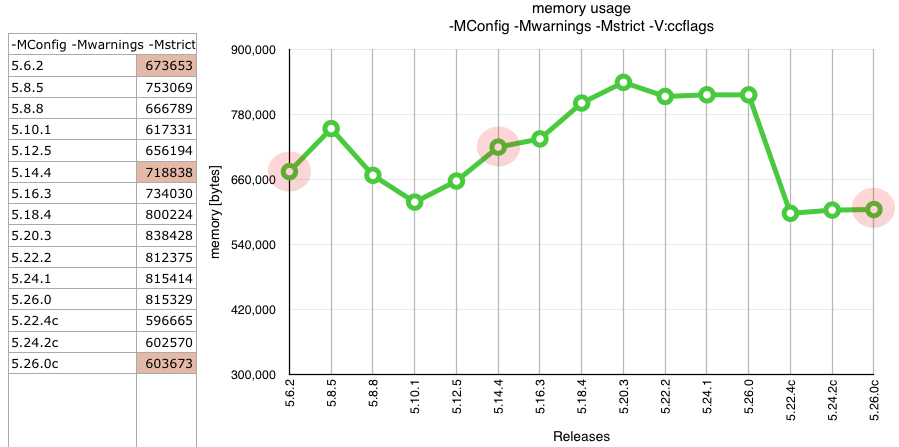 memory usage
-MConfig -Mwarnings -Mstrict -V:ccflags
-MConfig -Mwarnings -Mstrict
5.6.2 673653
5.8.5 753069
5.8.8 666789
5.10.1 617331
5.12.5 656194
5.14.4 718838
5.16.3 734030
5.18.4 800224
5.20.3 838428
5.22.2 812375
5.24.1 815414
5.26.0 815329
5.22.4c 596665
5.24.2c 602570
5.26.0c 603673
memory [bytes]
900,000
780,000
660,000
540,000
420,000
300,000
5.6.2
5.8.5
5.8.8
5.10.1
5.12.5
5.14.4
5.16.3
5.18.4
5.20.3
5.22.2
5.24.1
5.26.0
5.22.4c
5.24.2c
5.26.0c
Releases